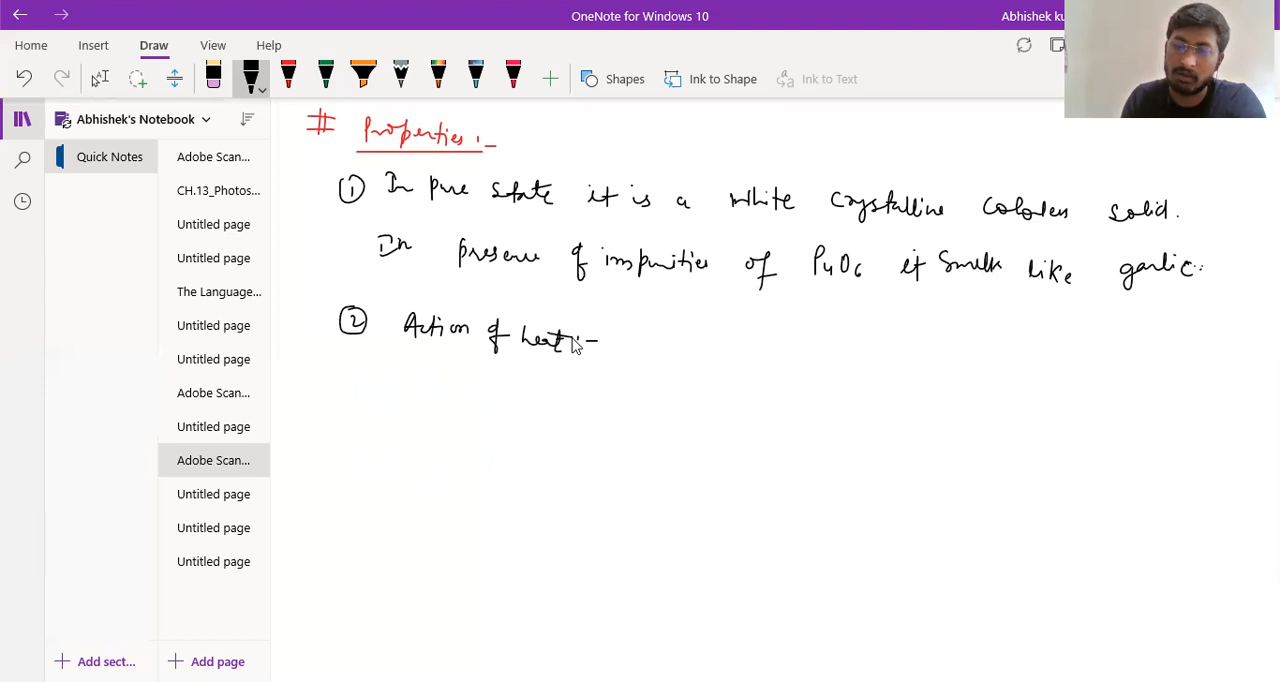 OneNote for Windows 10
Abhishek ku
Home Insert Draw View Help
Shapes Ink to Shape Ink to Text
Abhishek's Notebook
Quick Notes
Adobe Scan...
CH.13_Photos...
Untitled page
Untitled page
The Language...
Untitled page
Untitled page
Adobe Scan...
Untitled page
Adobe Scan...
Untitled page
Untitled page
Untitled page
Add sect...
Add page
# Properties:-
① In pure state it is a white crystalline colorless solid.
In presence of impurities of P4O6 it smells like garlic.
② Action of heat:-